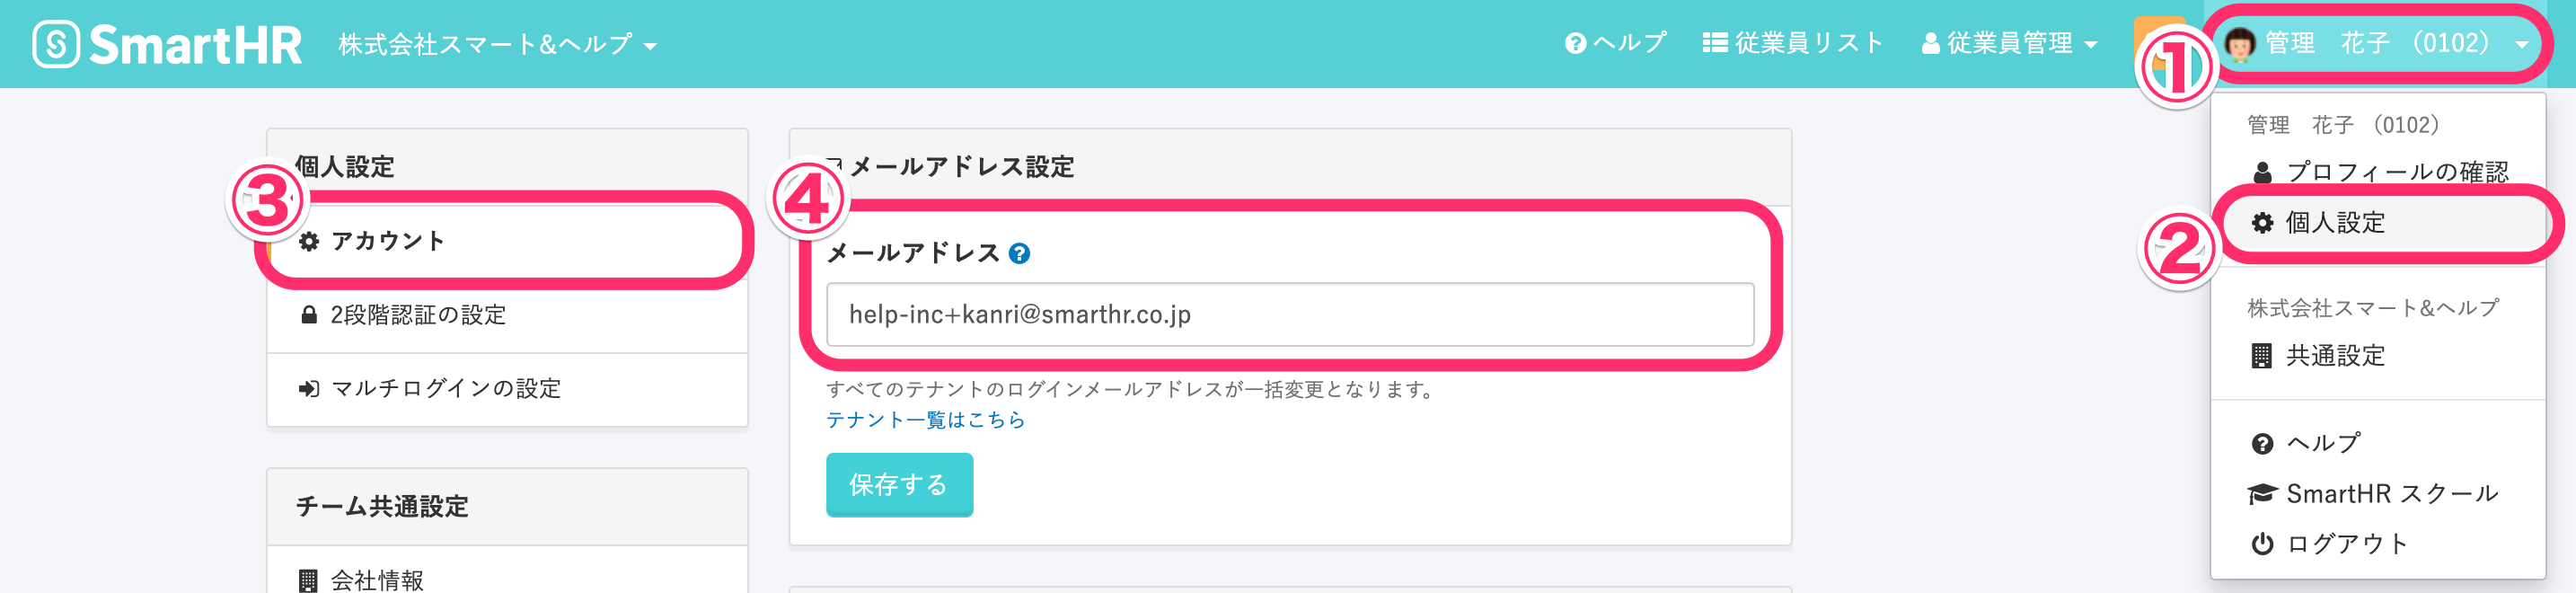 SmartHR 株式会社スマート&ヘルプ ヘルプ 従業員リスト 従業員管理 管理 花子 (0102)
①
管理 花子 (0102)
プロフィールの確認
② 個人設定
株式会社スマート&ヘルプ
共通設定
ヘルプ
SmartHR スクール
ログアウト
個人設定
③ アカウント
2段階認証の設定
マルチログインの設定
チーム共通設定
会社情報
メールアドレス設定
④
メールアドレス ?
help-inc+kanri@smarthr.co.jp
すべてのテナントのログインメールアドレスが一括変更となります。
テナント一覧はこちら
保存する